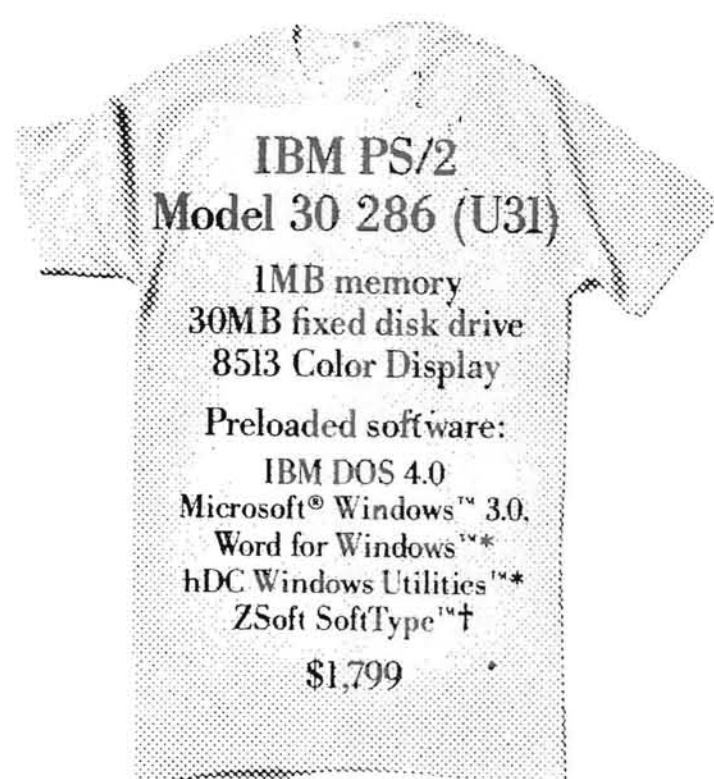 IBM PS/2
Model 30 286 (U31)
1MB memory
30MB fixed disk drive
8513 Color Display
Preloaded software:
IBM DOS 4.0
Microsoft® Windows™ 3.0,
Word for Windows™*
hDC Windows Utilities™*
ZSoft SoftType™†
$1,799